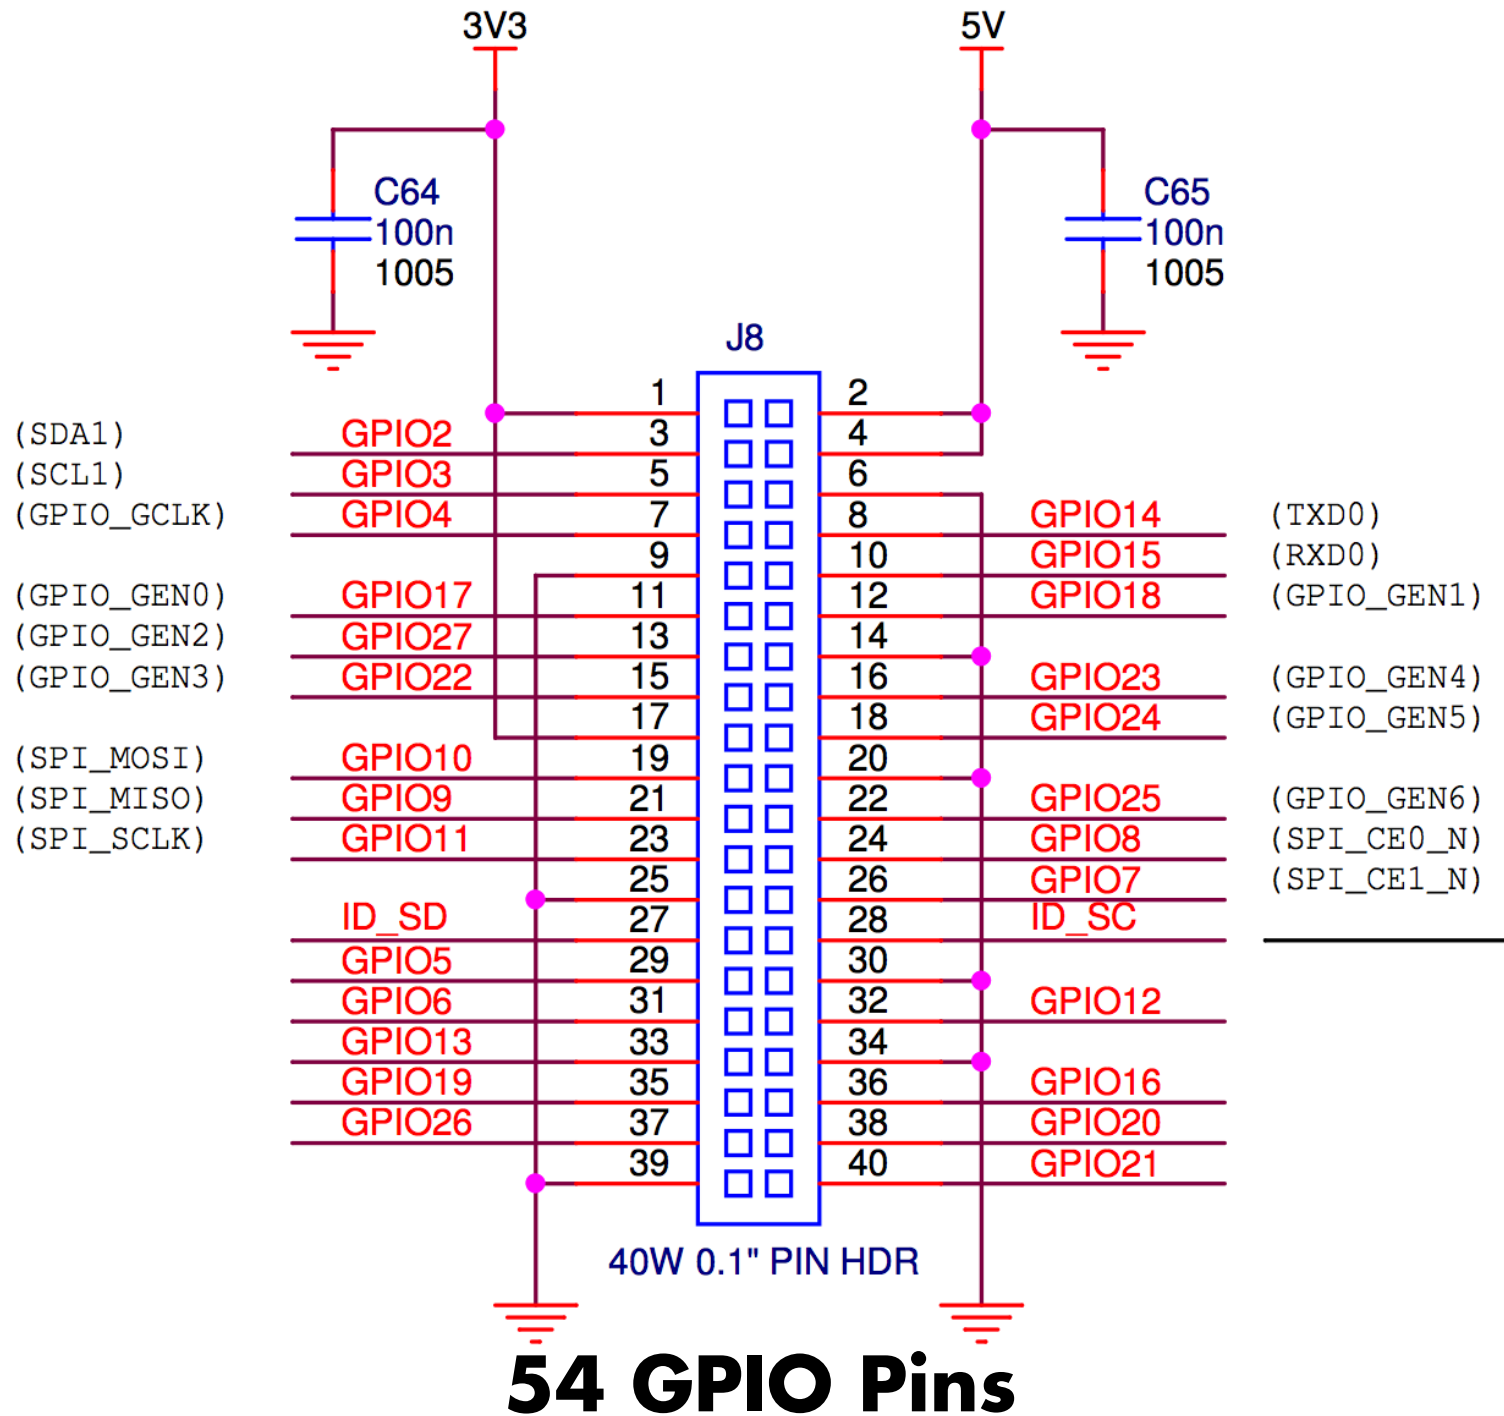 3V3 5V
C64 C65
100n 100n
1005 1005
J8
1 2
(SDA1) GPIO2 3 4
(SCL1) GPIO3 5 6
(GPIO_GCLK) GPIO4 7 8 GPIO14 (TXD0)
9 10 GPIO15 (RXD0)
(GPIO_GEN0) GPIO17 11 12 GPIO18 (GPIO_GEN1)
(GPIO_GEN2) GPIO27 13 14
(GPIO_GEN3) GPIO22 15 16 GPIO23 (GPIO_GEN4)
17 18 GPIO24 (GPIO_GEN5)
(SPI_MOSI) GPIO10 19 20
(SPI_MISO) GPIO9 21 22 GPIO25 (GPIO_GEN6)
(SPI_SCLK) GPIO11 23 24 GPIO8 (SPI_CE0_N)
25 26 GPIO7 (SPI_CE1_N)
ID_SD 27 28 ID_SC
GPIO5 29 30
GPIO6 31 32 GPIO12
GPIO13 33 34
GPIO19 35 36 GPIO16
GPIO26 37 38 GPIO20
39 40 GPIO21
40W 0.1" PIN HDR
54 GPIO Pins